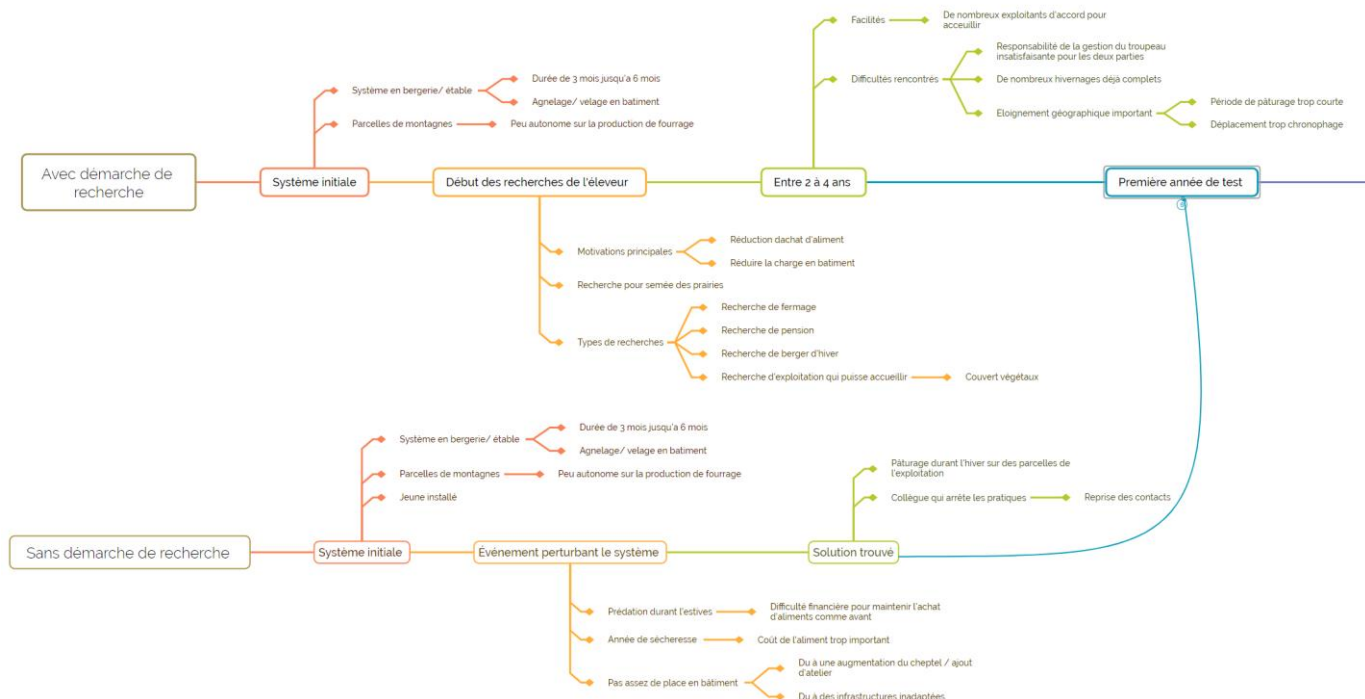 Facilités
De nombreux exploitants d'accord pour
acceuillir
Responsabilité de la gestion du troupeau
insatisfaisante pour les deux parties
Difficultés rencontrés
De nombreux hivernages déjà complets
Eloignement géographique important
Période de pâturage trop courte
Déplacement trop chronophage
Système en bergerie/ étable
Durée de 3 mois jusqu'a 6 mois
Agnelage/ velage en batiment
Parcelles de montagnes
Peu autonome sur la production de fourrage
Avec démarche de
recherche
Système initiale
Début des recherches de l'éleveur
Entre 2 à 4 ans
Première année de test
Motivations principales
Réduction dachat d'aliment
Réduire la charge en batiment
Recherche pour semée des prairies
Types de recherches
Recherche de fermage
Recherche de pension
Recherche de berger d'hiver
Recherche d'exploitation qui puisse accueillir
Couvert végétaux
Système en bergerie/ étable
Durée de 3 mois jusqu'a 6 mois
Agnelage/ velage en batiment
Parcelles de montagnes
Peu autonome sur la production de fourrage
Jeune installé
Pâturage durant l'hiver sur des parcelles de
l'exploitation
Collègue qui arrête les pratiques
Reprise des contacts
Sans démarche de recherche
Système initiale
Événement perturbant le système
Solution trouvé
Prédation durant l'estives
Difficulté financière pour maintenir l'achat
d'aliments comme avant
Année de sècheresse
Coût de l'aliment trop important
Pas assez de place en bâtiment
Du à une augmentation du cheptel / ajout
d'atelier
Du à des infrastructures inadaptées